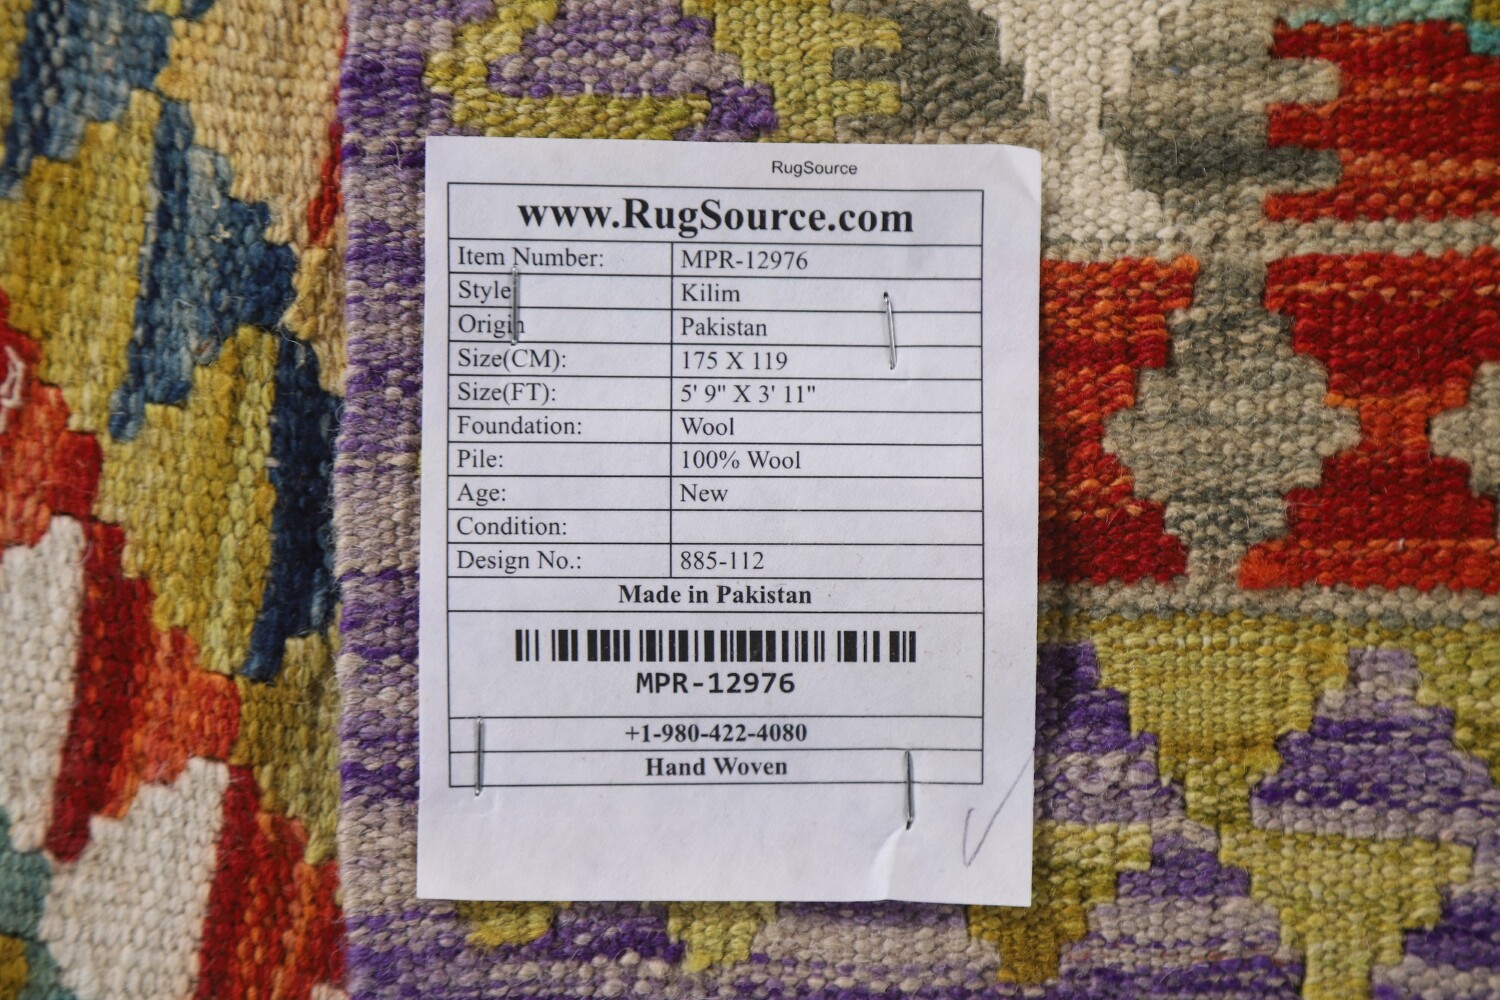 RugSource
www.RugSource.com
Item Number: MPR-12976
Style Kilim
Origin Pakistan
Size(CM): 175 X 119
Size(FT): 5' 9" X 3' 11"
Foundation: Wool
Pile: 100% Wool
Age: New
Condition:
Design No.: 885-112
Made in Pakistan
MPR-12976
+1-980-422-4080
Hand Woven